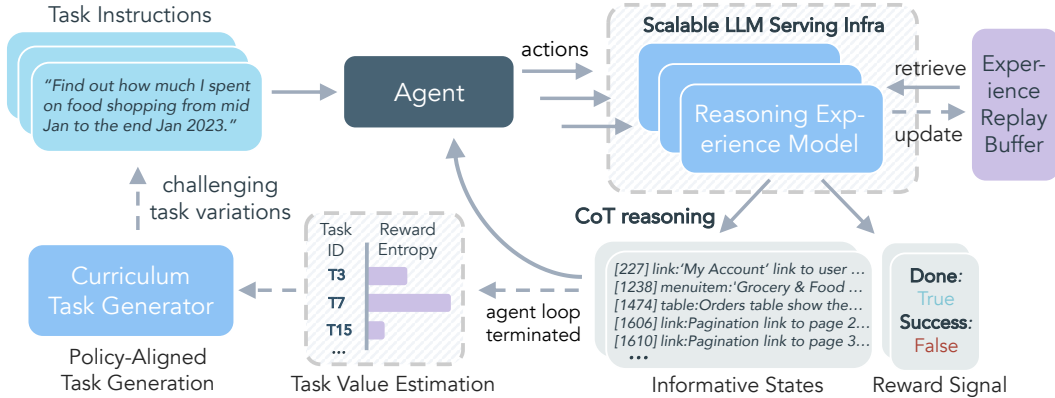 Task Instructions
“Find out how much I spent
on food shopping from mid
Jan to the end Jan 2023.”
Agent
actions
Scalable LLM Serving Infra
Reasoning Exp-
erience Model
retrieve
update
Exper-
ience
Replay
Buffer
challenging
task variations
CoT reasoning
Curriculum
Task Generator
Policy-Aligned
Task Generation
Task
ID
Reward
Entropy
T3
T7
T15
...
Task Value Estimation
agent loop
terminated
[227] link:‘My Account’ link to user ...
[1238] menuitem:‘Grocery & Food ...
[1474] table:Orders table show the...
[1606] link:Pagination link to page 2...
[1610] link:Pagination link to page 3...
...
Informative States
Done:
True
Success:
False
Reward Signal